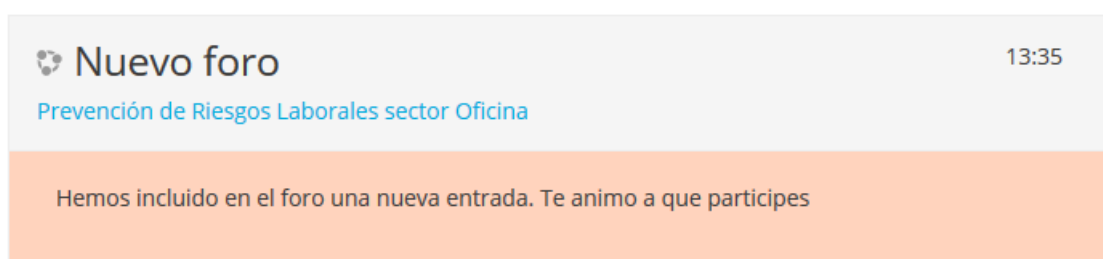 Nuevo foro
13:35
Prevención de Riesgos Laborales sector Oficina
Hemos incluido en el foro una nueva entrada. Te animo a que participes